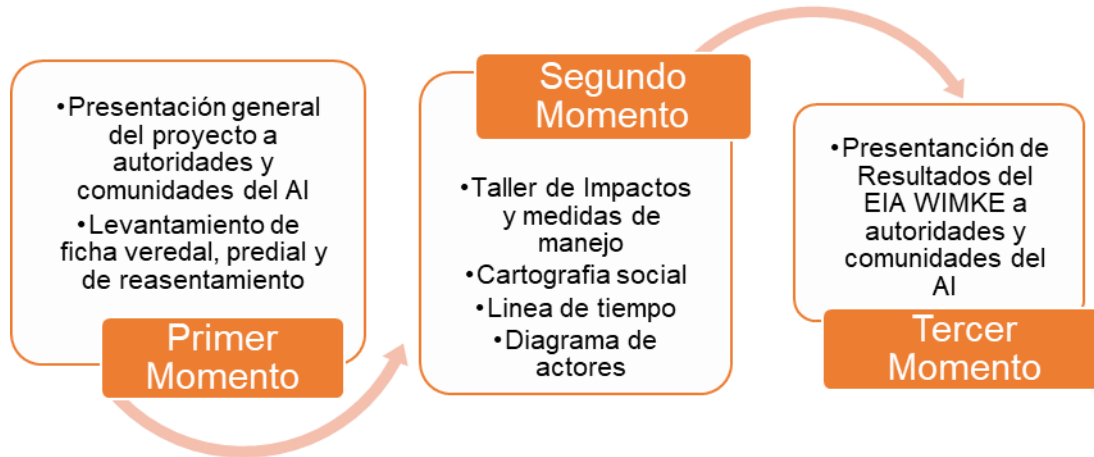 •Presentación general
del proyecto a
autoridades y
comunidades del AI
•Levantamiento de
ficha veredal, predial y
de reasentamiento
Primer
Momento
Segundo
Momento
•Taller de Impactos
y medidas de
manejo
•Cartografia social
•Linea de tiempo
•Diagrama de
actores
•Presentanción de
Resultados del
EIA WIMKE a
autoridades y
comunidades del
AI
Tercer
Momento